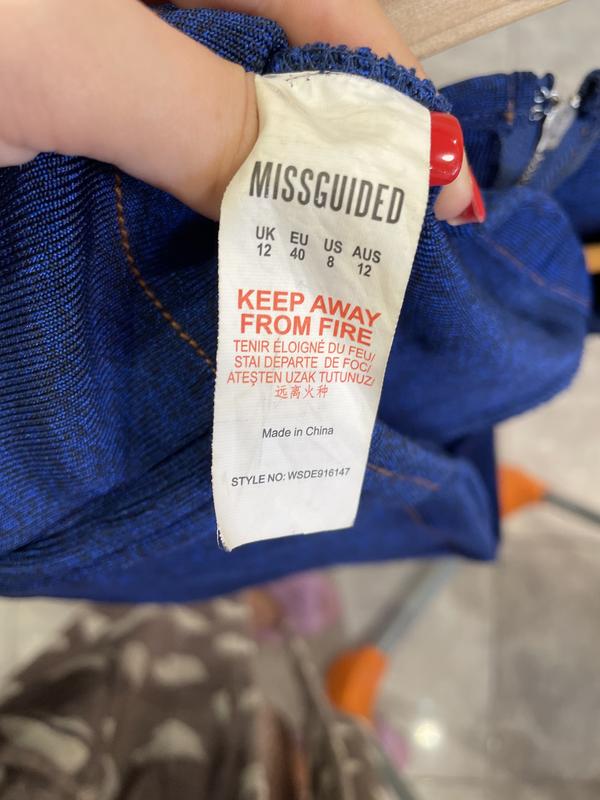 MISSGUIDED
UK EU US AUS
12 40 8 12
KEEP AWAY
FROM FIRE
TENIR ÉLOIGNÉ DU FEU/
STAI DEPARTE DE FOC/
ATEŞTEN UZAK TUTUNUZ/
远离火种
Made in China
STYLE NO: WSDE916147